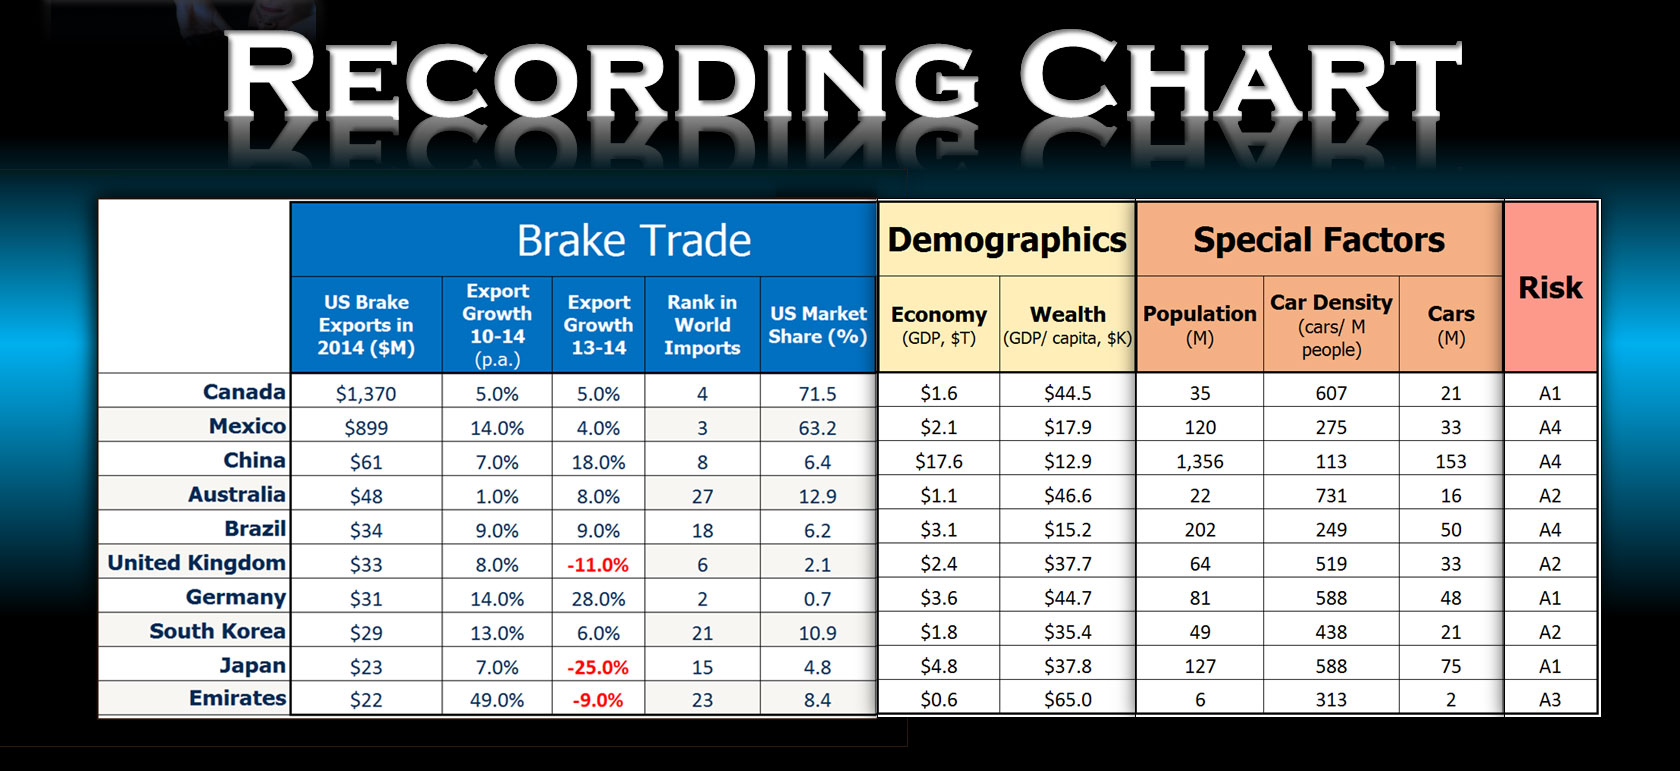 RECORDING CHART
Brake Trade Demographics Special Factors Risk
US Brake Exports in 2014 ($M) Export Growth 10-14 (p.a.) Export Growth 13-14 Rank in World Imports US Market Share (%) Economy (GDP, $T) Wealth (GDP/ capita, $K) Population (M) Car Density (cars/ M people) Cars (M)
Canada $1,370 5.0% 5.0% 4 71.5 $1.6 $44.5 35 607 21 A1
Mexico $899 14.0% 4.0% 3 63.2 $2.1 $17.9 120 275 33 A4
China $61 7.0% 18.0% 8 6.4 $17.6 $12.9 1,356 113 153 A4
Australia $48 1.0% 8.0% 27 12.9 $1.1 $46.6 22 731 16 A2
Brazil $34 9.0% 9.0% 18 6.2 $3.1 $15.2 202 249 50 A4
United Kingdom $33 8.0% -11.0% 6 2.1 $2.4 $37.7 64 519 33 A2
Germany $31 14.0% 28.0% 2 0.7 $3.6 $44.7 81 588 48 A1
South Korea $29 13.0% 6.0% 21 10.9 $1.8 $35.4 49 438 21 A2
Japan $23 7.0% -25.0% 15 4.8 $4.8 $37.8 127 588 75 A1
Emirates $22 49.0% -9.0% 23 8.4 $0.6 $65.0 6 313 2 A3